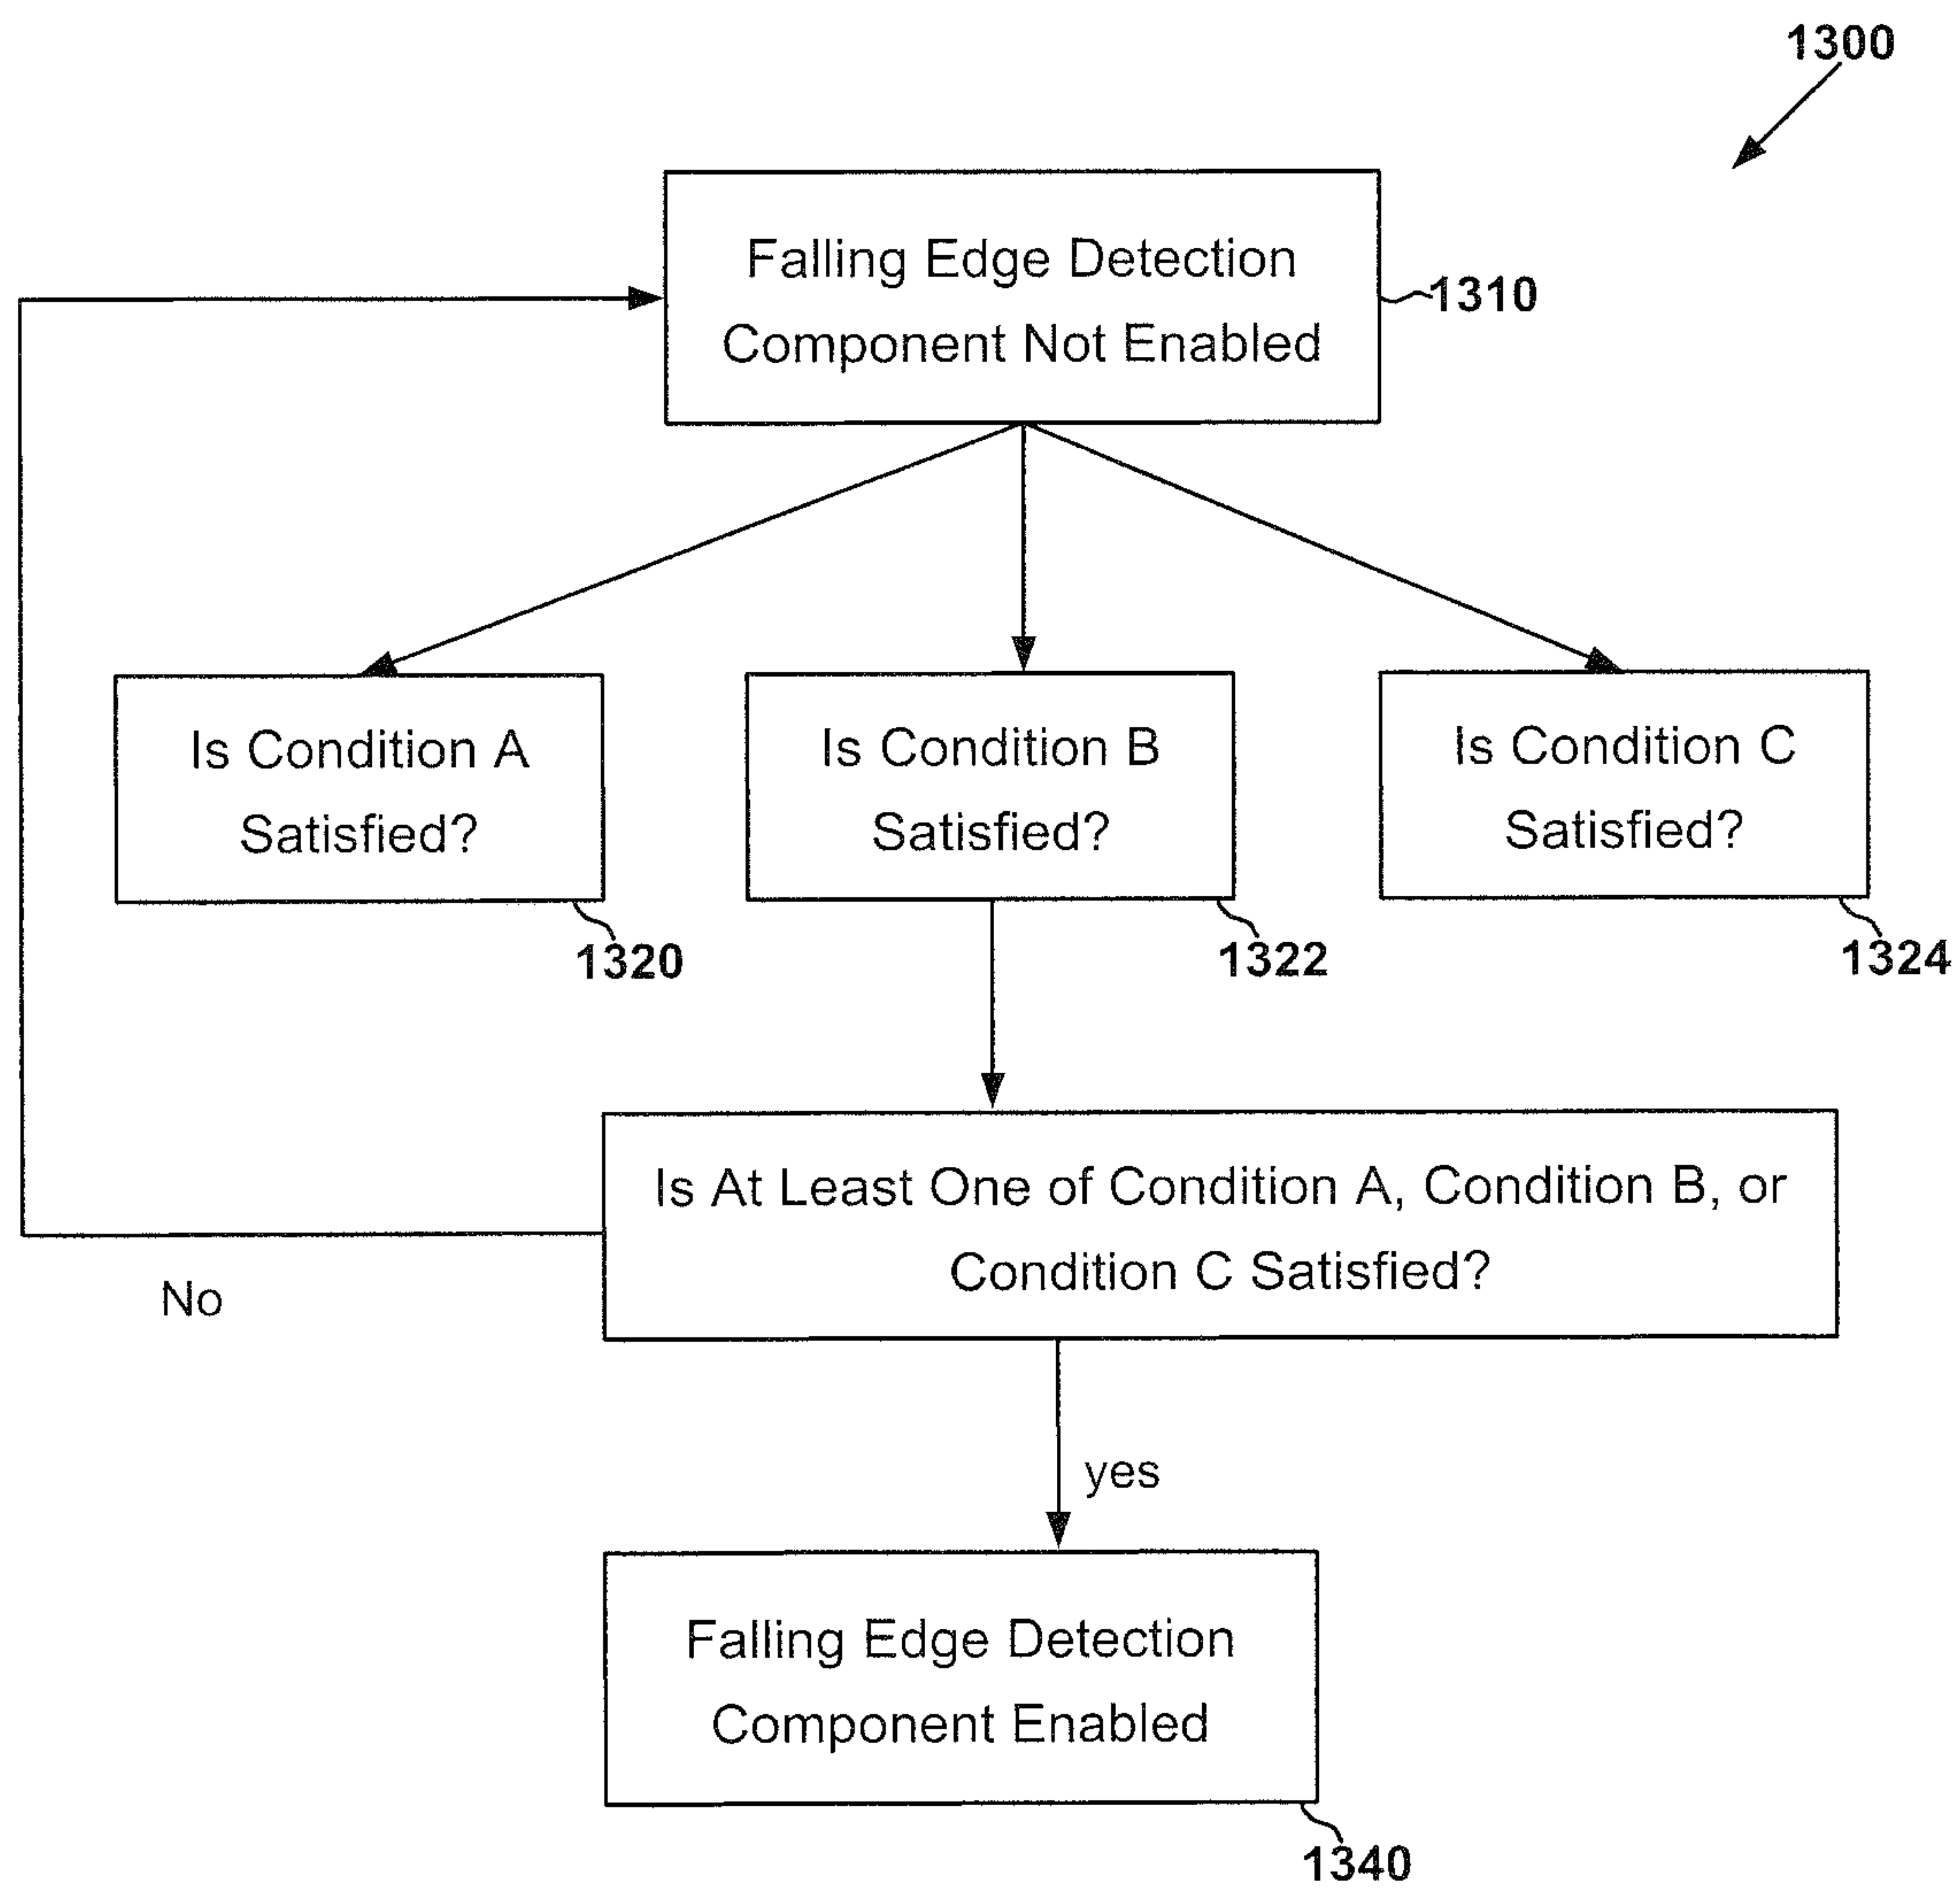 1300
Falling Edge Detection
Component Not Enabled
1310
Is Condition A
Satisfied?
1320
Is Condition B
Satisfied?
1322
Is Condition C
Satisfied?
1324
Is At Least One of Condition A, Condition B, or
Condition C Satisfied?
No
yes
Falling Edge Detection
Component Enabled
1340